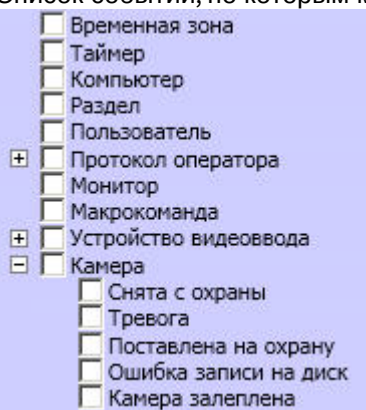 Временная зона
Таймер
Компьютер
Раздел
Пользователь
Протокол оператора
Монитор
Макрокоманда
Устройство видеоввода
Камера
Снята с охраны
Тревога
Поставлена на охрану
Ошибка записи на диск
Камера залеплена